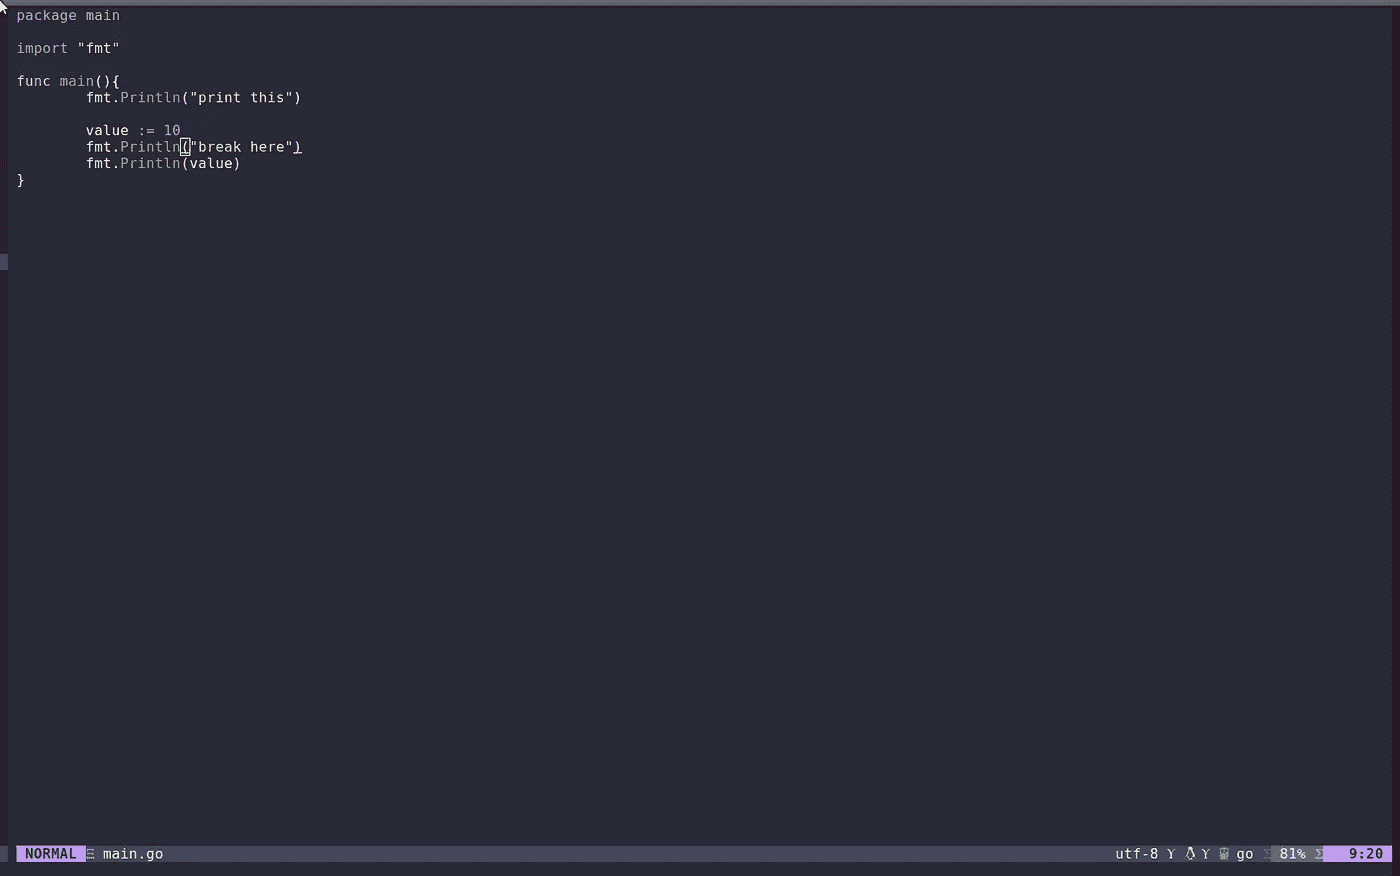 package main
import "fmt"
func main(){
fmt.Println("print this")
value := 10
fmt.Println("break here")
fmt.Println(value)
}
NORMAL main.go utf-8 go 81% 9:20